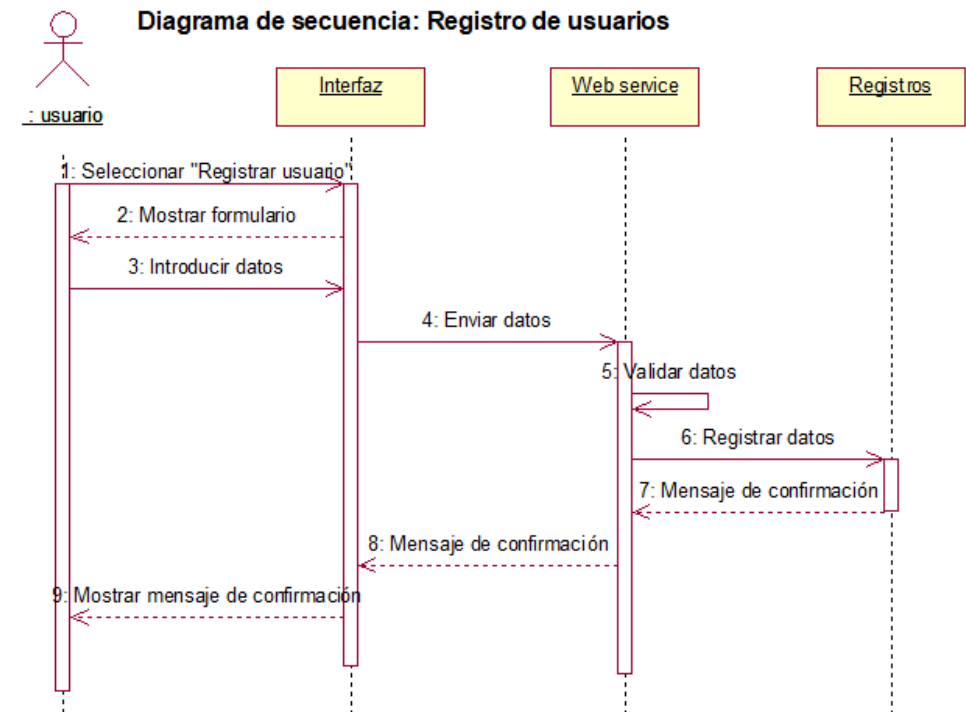 Diagrama de secuencia: Registro de usuarios
: usuario
Interfaz
Web service
Registros
1: Seleccionar "Registrar usuario"
2: Mostrar formulario
3: Introducir datos
4: Enviar datos
5: Validar datos
6: Registrar datos
7: Mensaje de confirmación
8: Mensaje de confirmación
9: Mostrar mensaje de confirmación